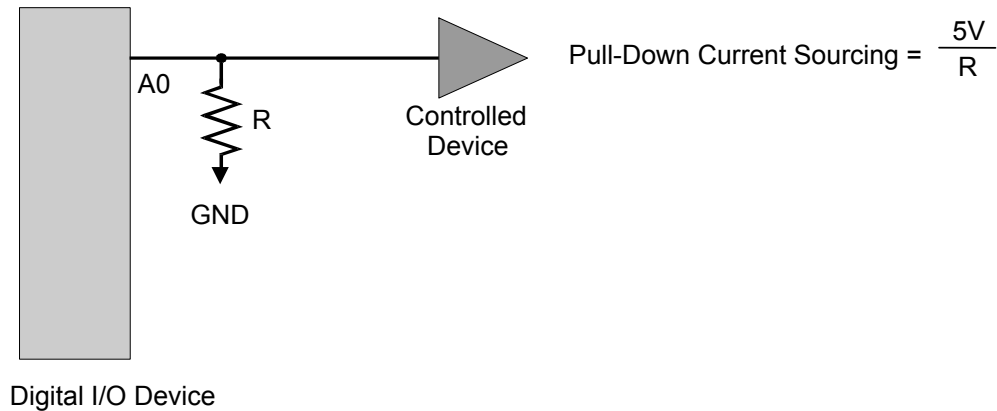 A0
R
GND
Controlled
Device
Pull-Down Current Sourcing = 5V
R
Digital I/O Device